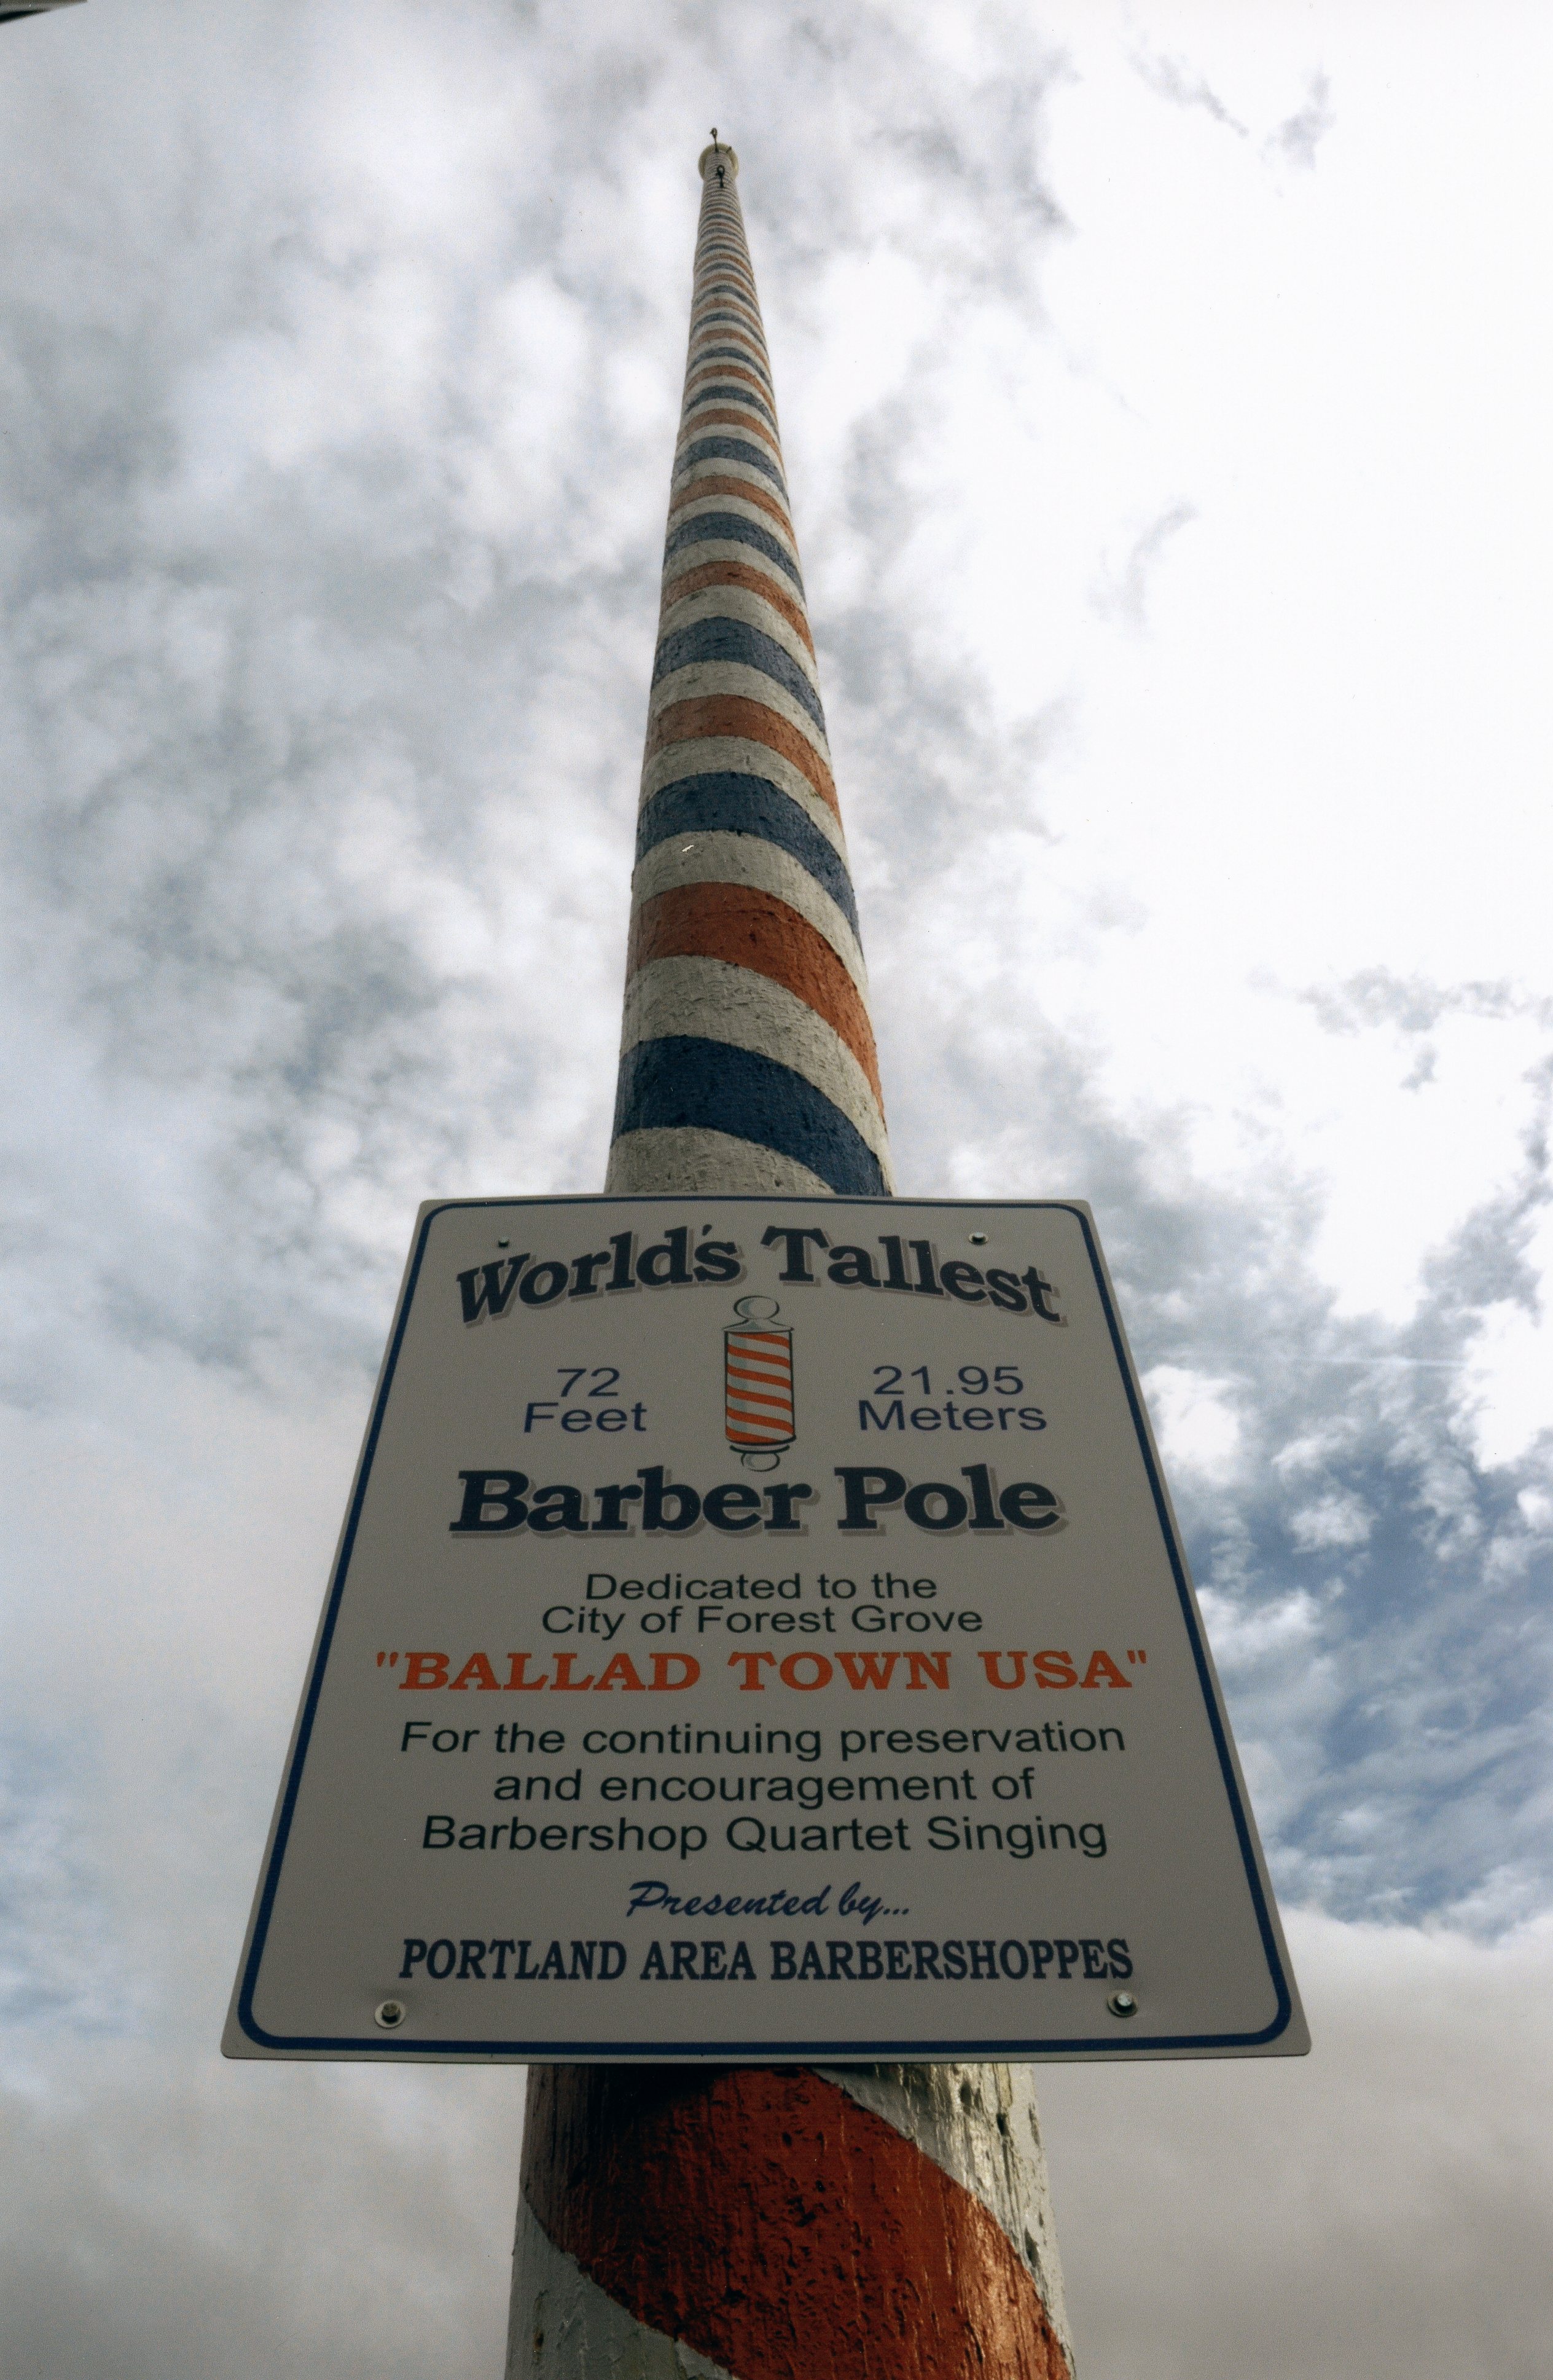 World's Tallest
72 21.95
Feet Meters
Barber Pole
Dedicated to the
City of Forest Grove
"BALLAD TOWN USA"
For the continuing preservation
and encouragement of
Barbershop Quartet Singing
Presented by...
PORTLAND AREA BARBERSHOPPES